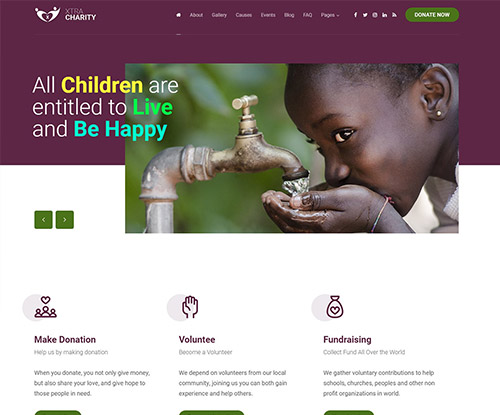 XTRA
CHARITY
About Gallery Causes Events Blog FAQ Pages
DONATE NOW
All Children are
entitled to Live
and Be Happy
Make Donation
Help us by making donation
When you donate, you not only give money,
but also share your love, and give hope to
those people in need.
Voluntee
Become a Volunteer
We depend on volunteers from our local
community, joining us you can both gain
experience and help others.
Fundraising
Collect Fund All Over the World
We gather voluntary contributions to help
schools, churches, peoples and other non
profit organizations in world.